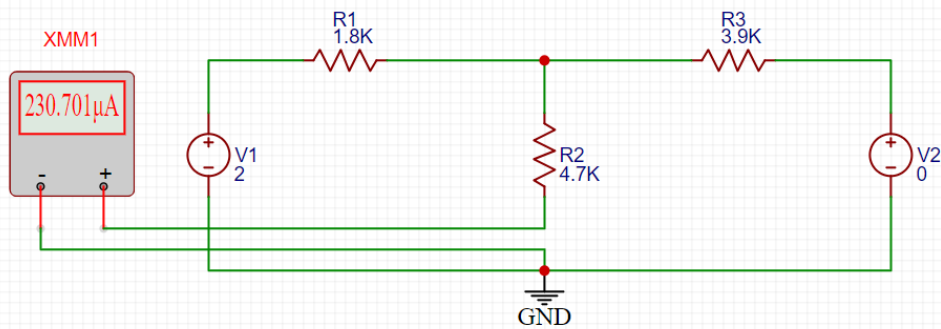 XMM1
230.701µA
- +
R1
1.8K
R3
3.9K
+
-
V1
2
R2
4.7K
+
-
V2
0
GND